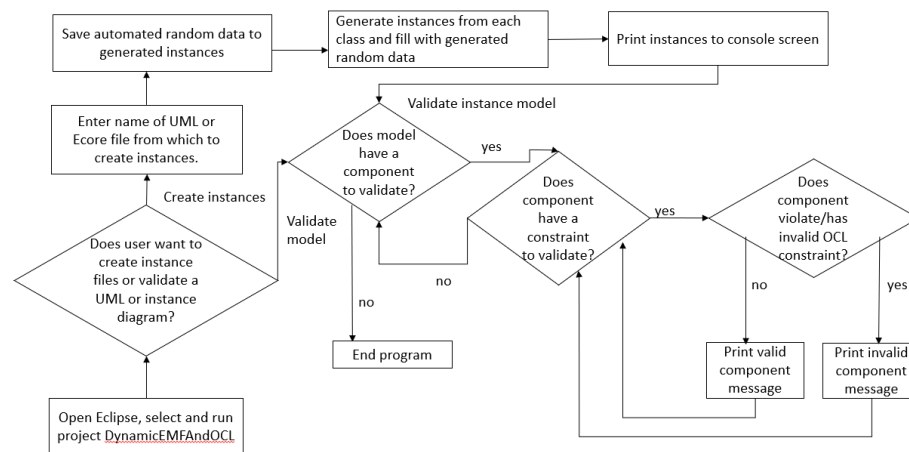 Save automated random data to
generated instances
Generate instances from each
class and fill with generated
random data
Print instances to console screen
Enter name of UML or
Ecore file from which to
create instances.
Validate instance model
Does model
have a
component
to validate?
yes
Create instances
Validate
model
Does user want to
create instance
files or validate a
UML or instance
diagram?
Does
component
have a
constraint
to validate?
yes
no
Does
component
violate/has
invalid OCL
constraint?
no
yes
no
End program
Print valid
component
message
Print invalid
component
message
Open Eclipse, select and run
project DynamicEMFAndOCL